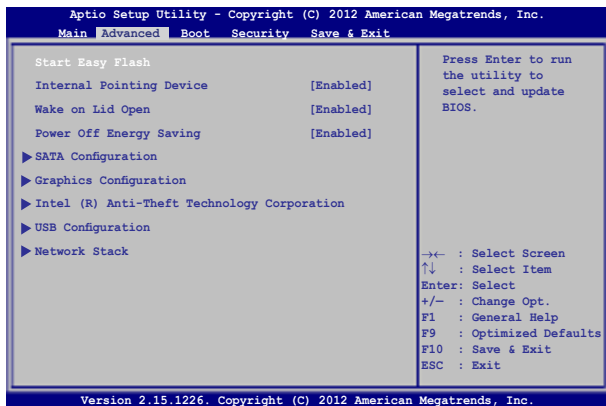 Aptio Setup Utility - Copyright (C) 2012 American Megatrends, Inc.
Main Advanced Boot Security Save & Exit
Start Easy Flash
Internal Pointing Device [Enabled]
Wake on Lid Open [Enabled]
Power Off Energy Saving [Enabled]
SATA Configuration
Graphics Configuration
Intel (R) Anti-Theft Technology Corporation
USB Configuration
Network Stack
Press Enter to run
the utility to
select and update
BIOS.
→← : Select Screen
↑↓ : Select Item
Enter: Select
+/— : Change Opt.
F1 : General Help
F9 : Optimized Defaults
F10 : Save & Exit
ESC : Exit
Version 2.15.1226. Copyright (C) 2012 American Megatrends, Inc.